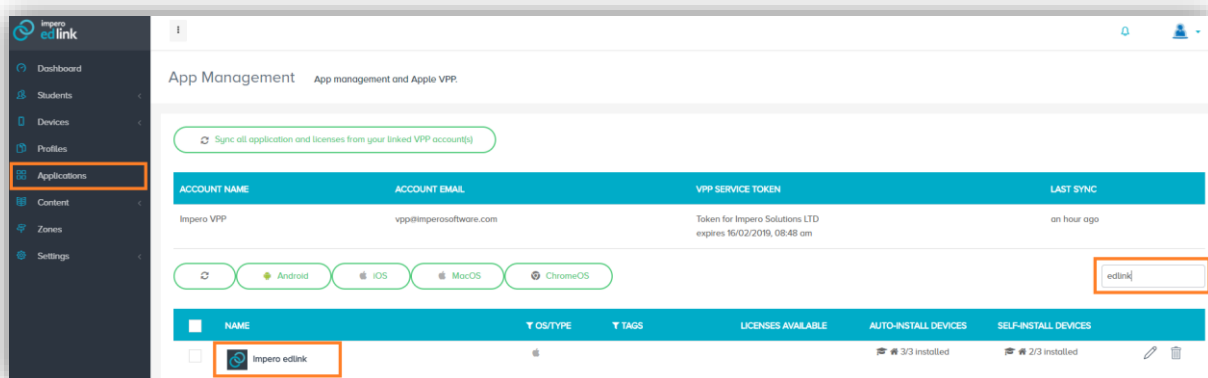 impero
edlink
Dashboard
Students
Devices
Profiles
Applications
Content
Zones
Settings
App Management App management and Apple VPP.
Sync all application and licenses from your linked VPP account(s)
ACCOUNT NAME ACCOUNT EMAIL VPP SERVICE TOKEN LAST SYNC
Impero VPP vpp@imperosoftware.com Token for Impero Solutions LTD an hour ago
expires 16/02/2019, 08:48 am
Android iOS MacOS ChromeOS edlink
NAME OS/TYPE TAGS LICENSES AVAILABLE AUTO-INSTALL DEVICES SELF-INSTALL DEVICES
Impero edlink 3/3 installed 2/3 installed